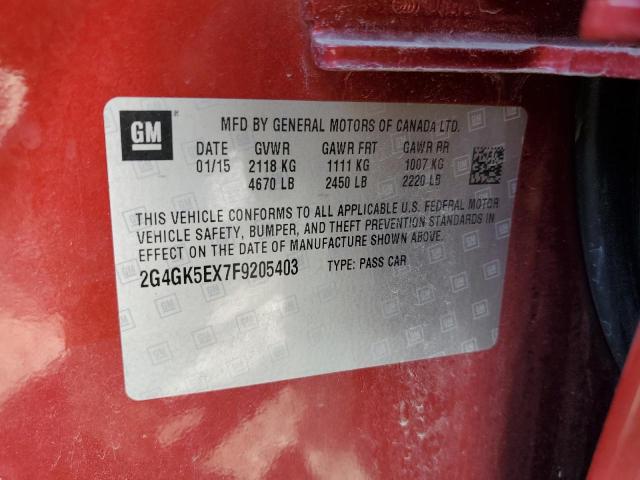 GM
MFD BY GENERAL MOTORS OF CANADA LTD.
DATE GVWR GAWR FRT GAWR RR
01/15 2118 KG 1111 KG 1007 KG
4670 LB 2450 LB 2220 LB
THIS VEHICLE CONFORMS TO ALL APPLICABLE U.S. FEDERAL MOTOR
VEHICLE SAFETY, BUMPER, AND THEFT PREVENTION STANDARDS IN
EFFECT ON THE DATE OF MANUFACTURE SHOWN ABOVE.
2G4GK5EX7F9205403 TYPE: PASS CAR